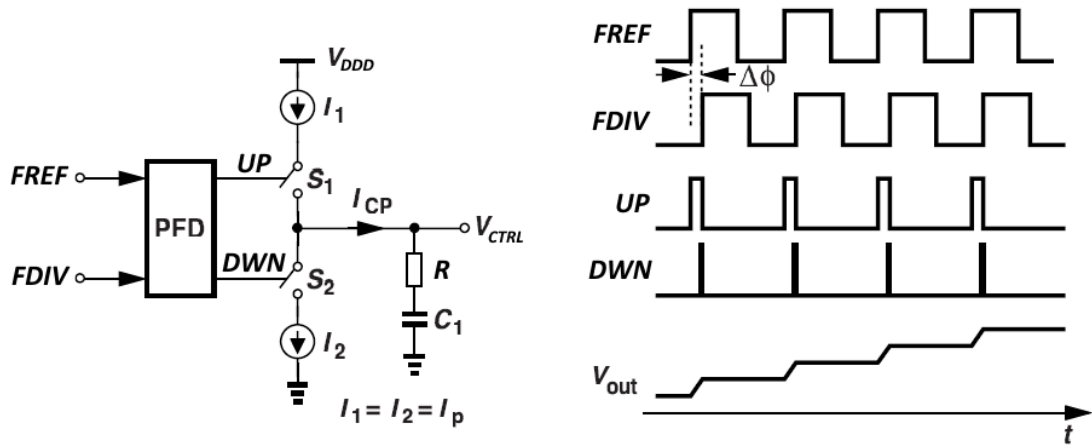 V_DDD
I_1
UP
FREF
S_1
PFD
I_CP
V_CTRL
FDIV
DWN
S_2
R
C_1
I_2
I_1 = I_2 = I_p
FREF
Δϕ
FDIV
UP
DWN
V_out
t